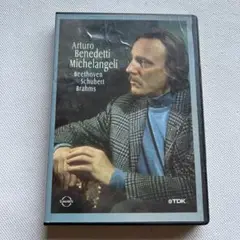 Arturo
Benedetti
Michelangeli
Beethoven
Schubert
Brahms
TDK